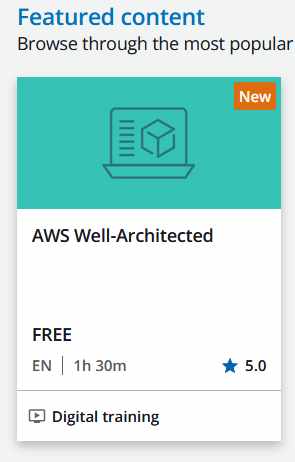 Featured content
Browse through the most popular
New
AWS Well-Architected
FREE
EN
1h 30m
5.0
Digital training